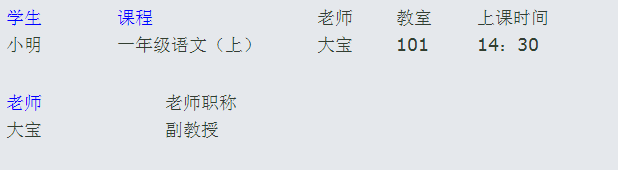 学生 课程 老师 教室 上课时间
小明 一年级语文（上） 大宝 101 14：30
老师 老师职称
大宝 副教授